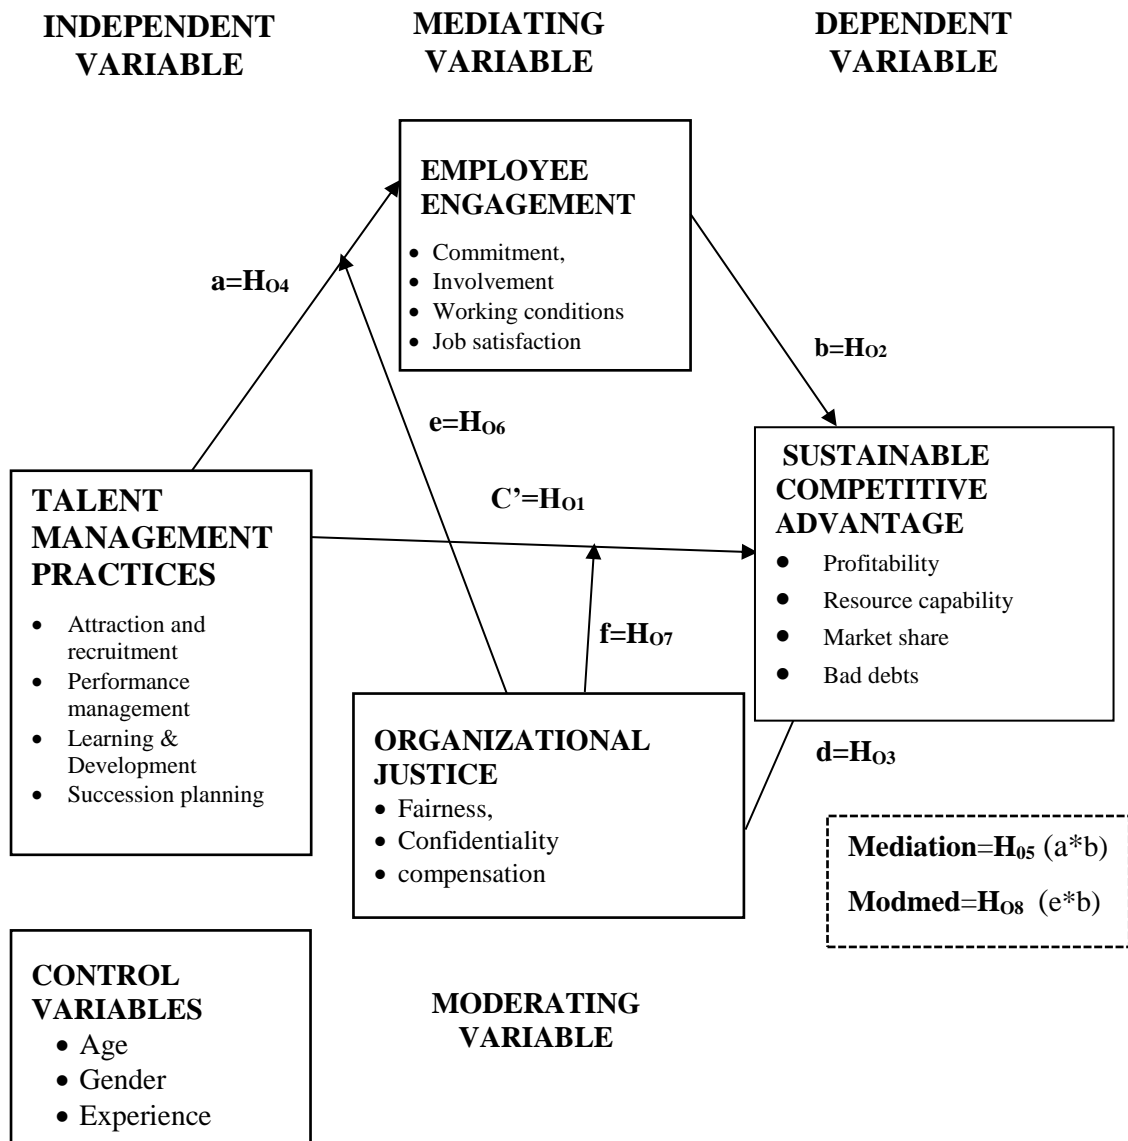 INDEPENDENT
VARIABLE
MEDIATING
VARIABLE
DEPENDENT
VARIABLE
EMPLOYEE
ENGAGEMENT
• Commitment,
• Involvement
• Working conditions
• Job satisfaction
a=HO4
b=HO2
e=HO6
C’=HO1
f=HO7
TALENT
MANAGEMENT
PRACTICES
• Attraction and
recruitment
• Performance
management
• Learning &
Development
• Succession planning
SUSTAINABLE
COMPETITIVE
ADVANTAGE
• Profitability
• Resource capability
• Market share
• Bad debts
ORGANIZATIONAL
JUSTICE
• Fairness,
• Confidentiality
• compensation
d=HO3
Mediation=H05 (a*b)
Modmed=HO8 (e*b)
CONTROL
VARIABLES
• Age
• Gender
• Experience
MODERATING
VARIABLE